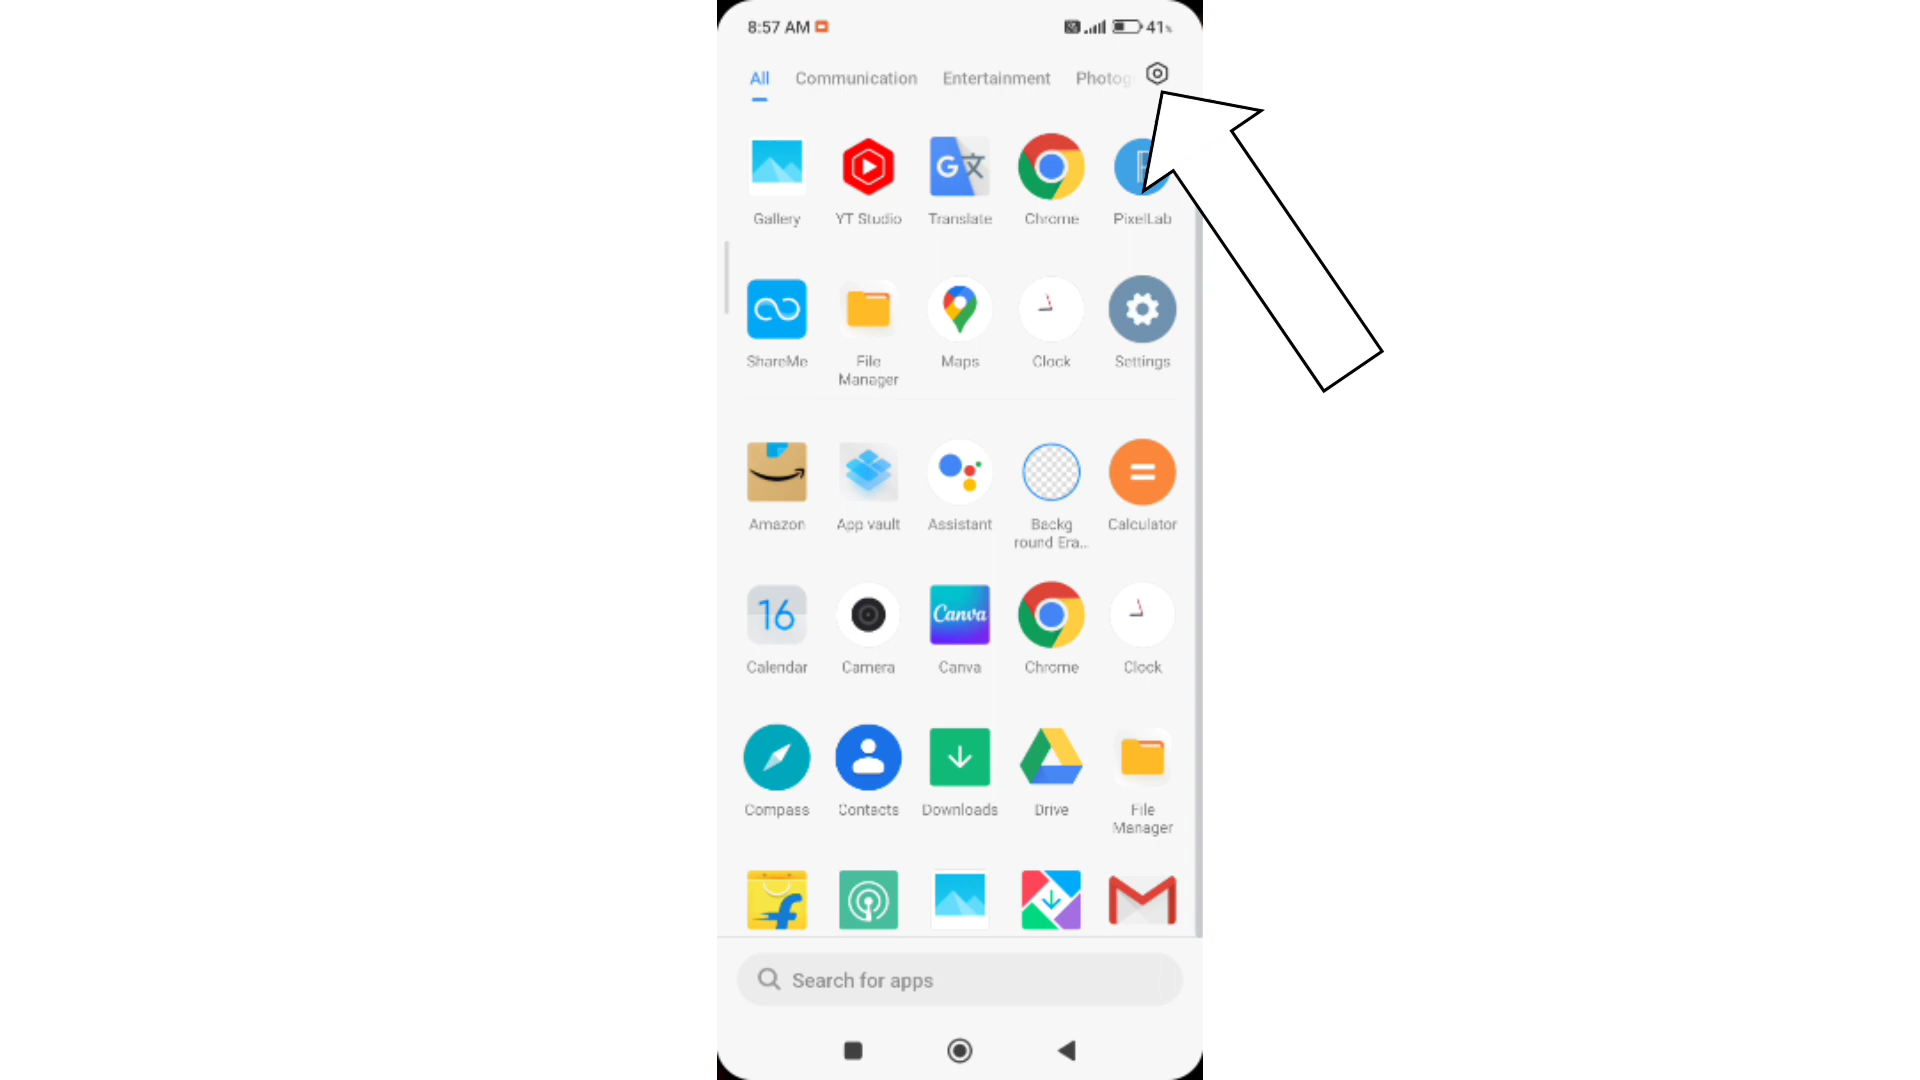 8:57 AM 41%
All Communication Entertainment Photog
Gallery YT Studio Translate Chrome PixelLab
ShareMe File Manager Maps Clock Settings
Amazon App vault Assistant Backg round Era... Calculator
16
Canva
Calendar Camera Canva Chrome Clock
Compass Contacts Downloads Drive File Manager
Search for apps